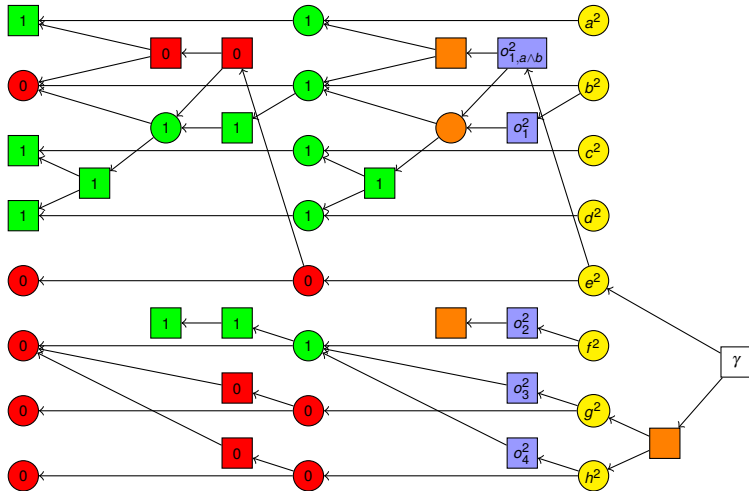 1 1 a²
0 0 o²₁,ₐ∧b
0 1 b²
1 1 o²₁
1 1 c²
1 1
1 1 d²
0 0 e²
1 1 o²₂
0 1 f²
γ
0 o²₃
0 0 g²
0 o²₄
0 0 h²